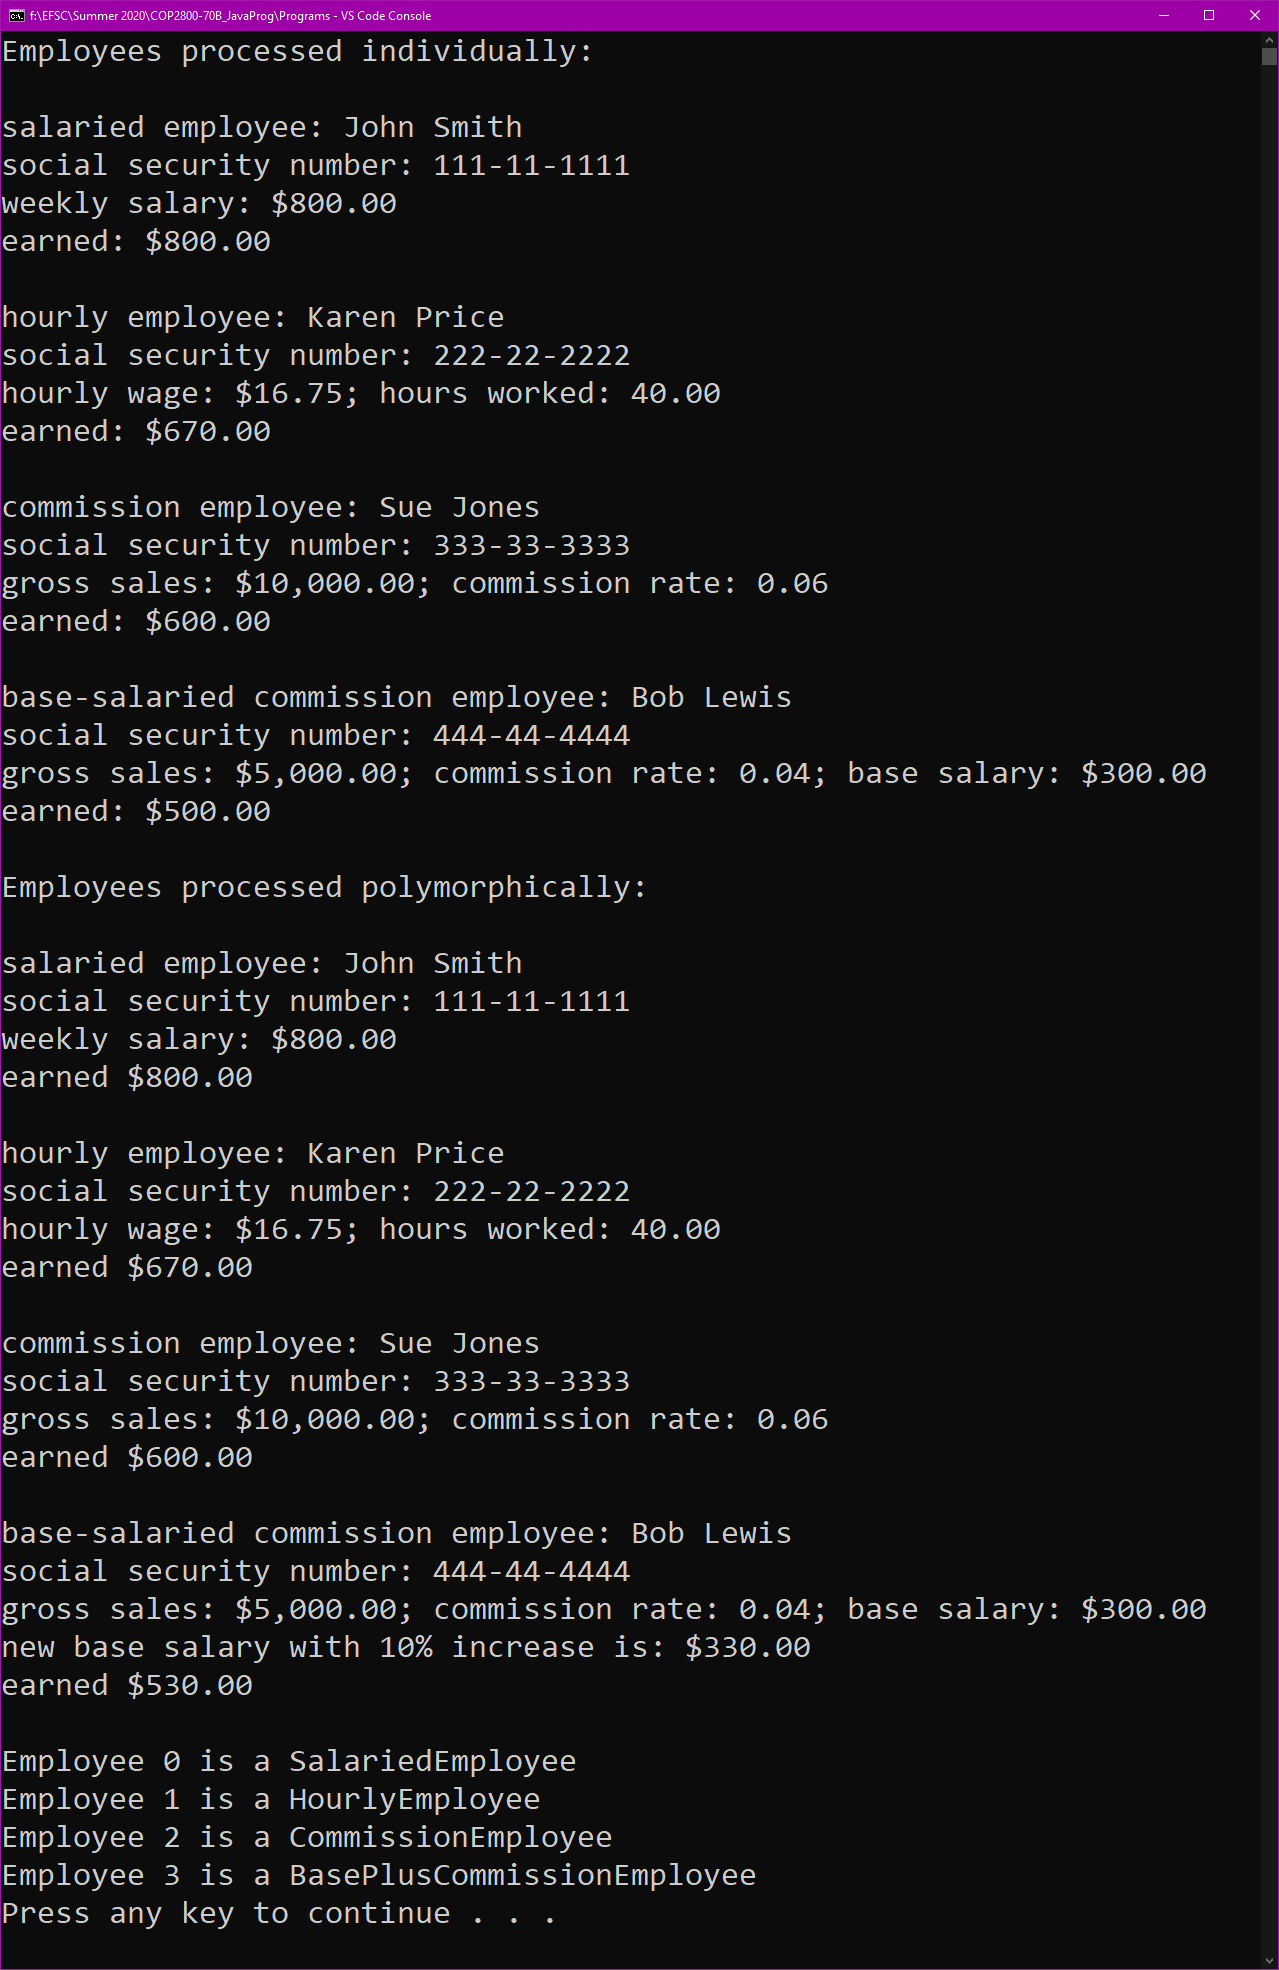 f:\EFSC\Summer 2020\COP2800-70B_JavaProg\Programs - VS Code Console
Employees processed individually:
salaried employee: John Smith
social security number: 111-11-1111
weekly salary: $800.00
earned: $800.00
hourly employee: Karen Price
social security number: 222-22-2222
hourly wage: $16.75; hours worked: 40.00
earned: $670.00
commission employee: Sue Jones
social security number: 333-33-3333
gross sales: $10,000.00; commission rate: 0.06
earned: $600.00
base-salaried commission employee: Bob Lewis
social security number: 444-44-4444
gross sales: $5,000.00; commission rate: 0.04; base salary: $300.00
earned: $500.00
Employees processed polymorphically:
salaried employee: John Smith
social security number: 111-11-1111
weekly salary: $800.00
earned $800.00
hourly employee: Karen Price
social security number: 222-22-2222
hourly wage: $16.75; hours worked: 40.00
earned $670.00
commission employee: Sue Jones
social security number: 333-33-3333
gross sales: $10,000.00; commission rate: 0.06
earned $600.00
base-salaried commission employee: Bob Lewis
social security number: 444-44-4444
gross sales: $5,000.00; commission rate: 0.04; base salary: $300.00
new base salary with 10% increase is: $330.00
earned $530.00
Employee 0 is a SalariedEmployee
Employee 1 is a HourlyEmployee
Employee 2 is a CommissionEmployee
Employee 3 is a BasePlusCommissionEmployee
Press any key to continue . . .